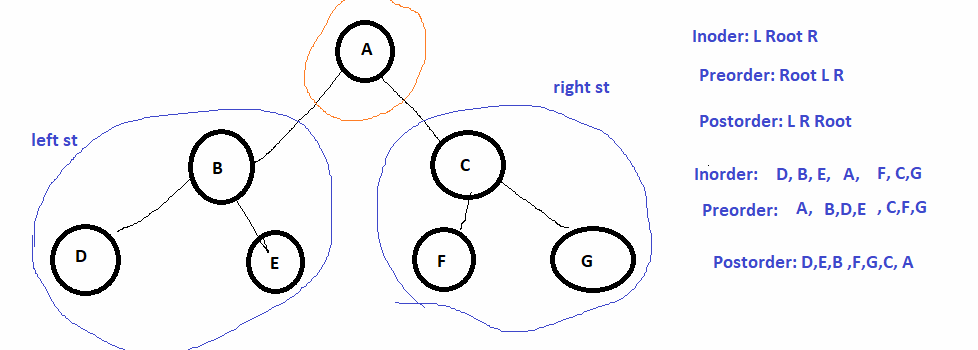 A
Inoder: L Root R
Preorder: Root L R
right st
Postorder: L R Root
left st
B
C
Inorder: D, B, E, A, F, C,G
Preorder: A, B,D,E , C,F,G
D
E
F
G
Postorder: D,E,B ,F,G,C, A